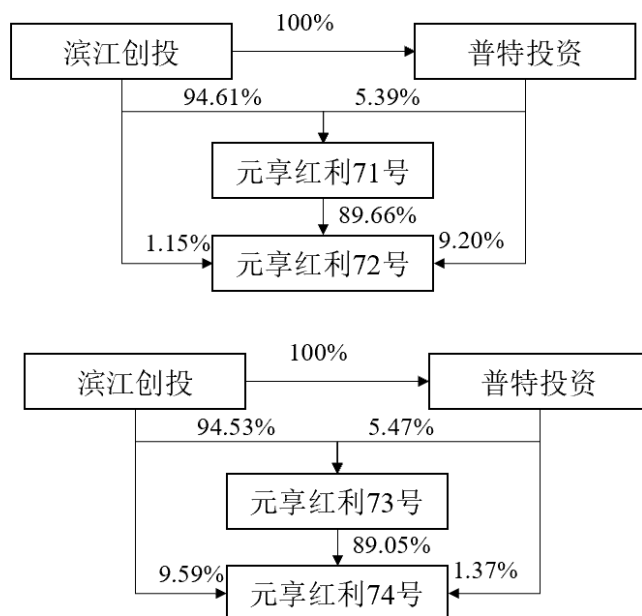 100%
滨江创投
普特投资
94.61%
5.39%
元享红利71号
89.66%
1.15%
9.20%
元享红利72号
100%
滨江创投
普特投资
94.53%
5.47%
元享红利73号
89.05%
9.59%
1.37%
元享红利74号